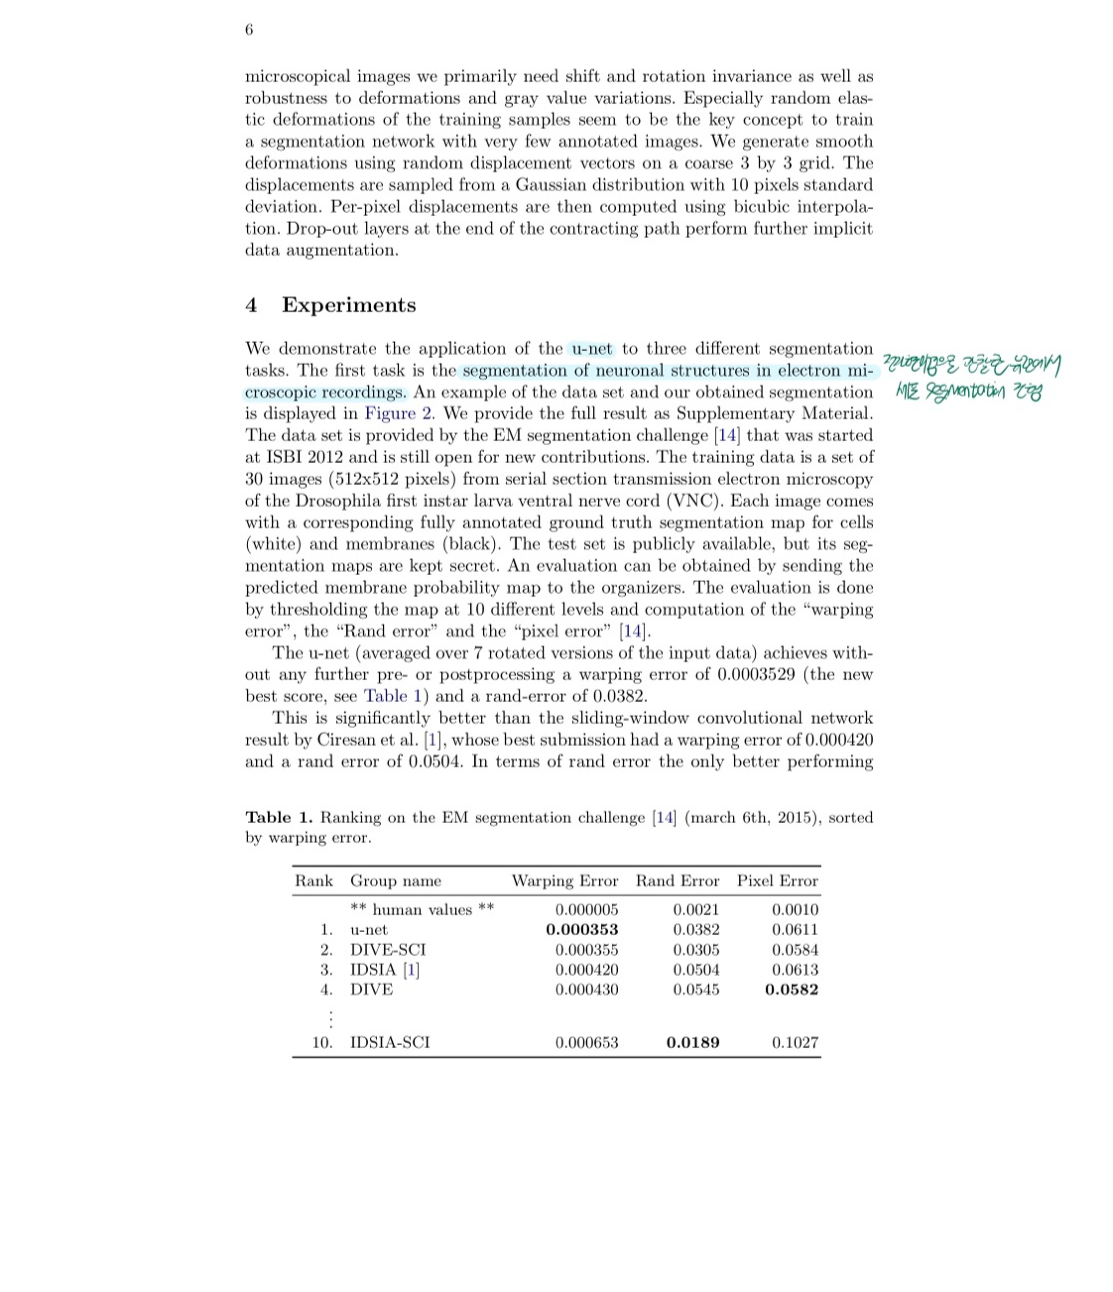 6
microscopical images we primarily need shift and rotation invariance as well as
robustness to deformations and gray value variations. Especially random elas-
tic deformations of the training samples seem to be the key concept to train
a segmentation network with very few annotated images. We generate smooth
deformations using random displacement vectors on a coarse 3 by 3 grid. The
displacements are sampled from a Gaussian distribution with 10 pixels standard
deviation. Per-pixel displacements are then computed using bicubic interpola-
tion. Drop-out layers at the end of the contracting path perform further implicit
data augmentation.
4 Experiments
We demonstrate the application of the u-net to three different segmentation
tasks. The first task is the segmentation of neuronal structures in electron mi-
croscopic recordings. An example of the data set and our obtained segmentation
is displayed in Figure 2. We provide the full result as Supplementary Material.
The data set is provided by the EM segmentation challenge [14] that was started
at ISBI 2012 and is still open for new contributions. The training data is a set of
30 images (512x512 pixels) from serial section transmission electron microscopy
of the Drosophila first instar larva ventral nerve cord (VNC). Each image comes
with a corresponding fully annotated ground truth segmentation map for cells
(white) and membranes (black). The test set is publicly available, but its seg-
mentation maps are kept secret. An evaluation can be obtained by sending the
predicted membrane probability map to the organizers. The evaluation is done
by thresholding the map at 10 different levels and computation of the “warping
error”, the “Rand error” and the “pixel error” [14].
The u-net (averaged over 7 rotated versions of the input data) achieves with-
out any further pre- or postprocessing a warping error of 0.0003529 (the new
best score, see Table 1) and a rand-error of 0.0382.
This is significantly better than the sliding-window convolutional network
result by Ciresan et al. [1], whose best submission had a warping error of 0.000420
and a rand error of 0.0504. In terms of rand error the only better performing
전자현미경으로 관찰한 뉴런에서
세포 segmentation 진행
Table 1. Ranking on the EM segmentation challenge [14] (march 6th, 2015), sorted
by warping error.
Rank Group name Warping Error Rand Error Pixel Error
** human values ** 0.000005 0.0021 0.0010
1. u-net 0.000353 0.0382 0.0611
2. DIVE-SCI 0.000355 0.0305 0.0584
3. IDSIA [1] 0.000420 0.0504 0.0613
4. DIVE 0.000430 0.0545 0.0582
⋮
10. IDSIA-SCI 0.000653 0.0189 0.1027